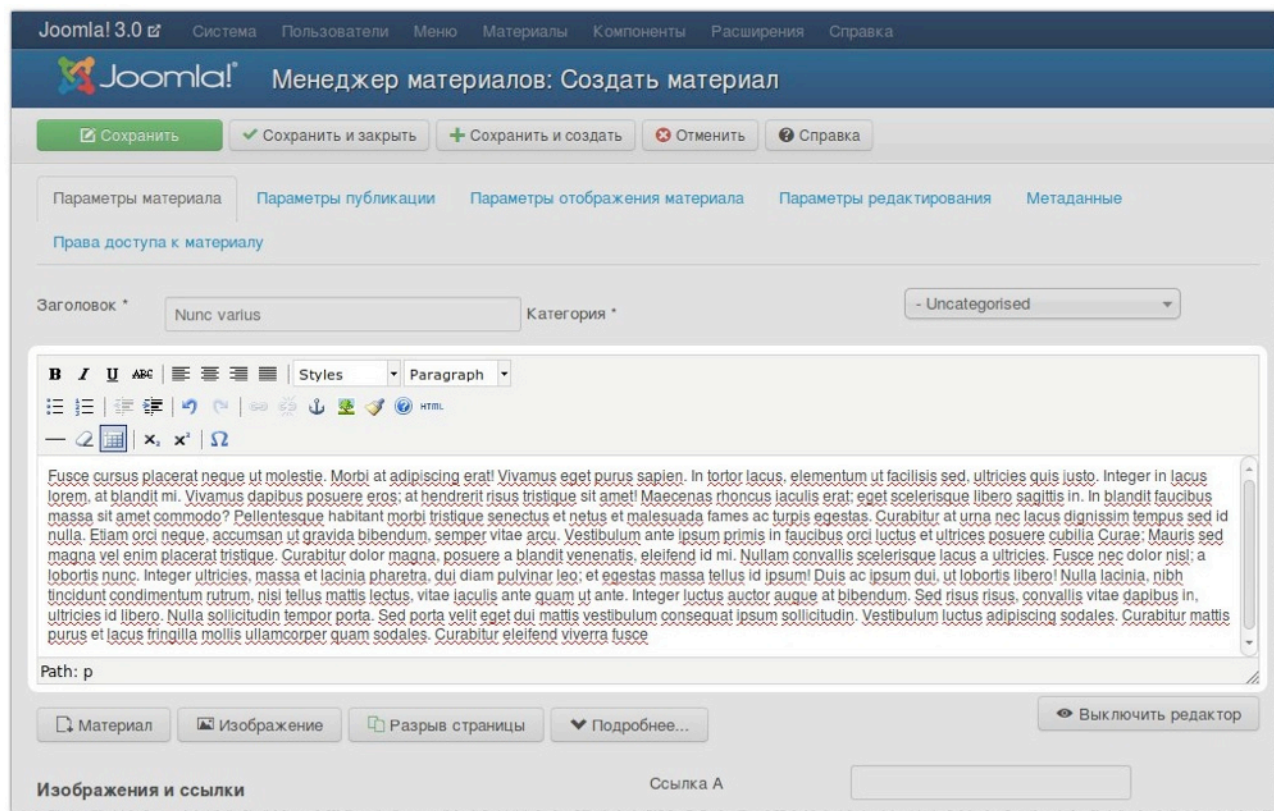 Joomla! 3.0 Система Пользователи Меню Материалы Компоненты Расширения Справка
Joomla! Менеджер материалов: Создать материал
Сохранить Сохранить и закрыть Сохранить и создать Отменить Справка
Параметры материала Параметры публикации Параметры отображения материала Параметры редактирования Метаданные
Права доступа к материалу
Заголовок * Nunc varius Категория * - Uncategorised
B I U ABC Styles Paragraph
HTML
x₂ x² Ω
Fusce cursus placerat neque ut molestie. Morbi at adipiscing erat! Vivamus eget purus sapien. In tortor lacus, elementum ut facilisis sed, ultricies quis justo. Integer in lacus
lorem, at blandit mi. Vivamus dapibus posuere eros; at hendrerit risus tristique sit amet! Maecenas rhoncus iaculis erat; eget scelerisque libero sagittis in. In blandit faucibus
massa sit amet commodo? Pellentesque habitant morbi tristique senectus et netus et malesuada fames ac turpis egestas. Curabitur at urna nec lacus dignissim tempus sed id
nulla. Etiam orci neque, accumsan ut gravida bibendum, semper vitae arcu. Vestibulum ante ipsum primis in faucibus orci luctus et ultrices posuere cubilia Curae; Mauris sed
magna vel enim placerat tristique. Curabitur dolor magna, posuere a blandit venenatis, eleifend id mi. Nullam convallis scelerisque lacus a ultricies. Fusce nec dolor nisl; a
lobortis nunc. Integer ultricies, massa et lacinia pharetra, dui diam pulvinar leo; et egestas massa tellus id ipsum! Duis ac ipsum dui, ut lobortis libero! Nulla lacinia, nibh
tincidunt condimentum rutrum, nisi tellus mattis lectus, vitae iaculis ante quam ut ante. Integer luctus auctor augue at bibendum. Sed risus risus, convallis vitae dapibus in,
ultricies id libero. Nulla sollicitudin tempor porta. Sed porta velit eget dui mattis vestibulum consequat ipsum sollicitudin. Vestibulum luctus adipiscing sodales. Curabitur mattis
purus et lacus fringilla mollis ullamcorper quam sodales. Curabitur eleifend viverra fusce
Path: p
Материал Изображение Разрыв страницы Подробнее... Выключить редактор
Изображения и ссылки Ссылка A